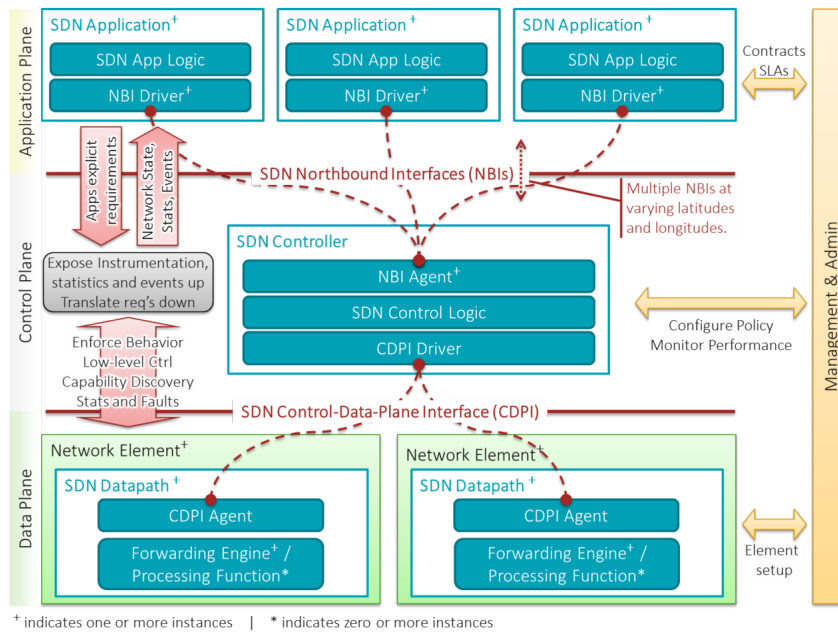 Application Plane
SDN Application+
SDN App Logic
NBI Driver+
SDN Application+
SDN App Logic
NBI Driver+
SDN Application+
SDN App Logic
NBI Driver+
Contracts
SLAs
Apps explicit
requirements
Network State,
Stats, Events
SDN Northbound Interfaces (NBIs)
Multiple NBIs at
varying latitudes
and longitudes.
Control Plane
Expose Instrumentation,
statistics and events up
Translate req's down
SDN Controller
NBI Agent+
SDN Control Logic
CDPI Driver
Configure Policy
Monitor Performance
Management & Admin
Enforce Behavior
Low-level Ctrl
Capability Discovery
Stats and Faults
SDN Control-Data-Plane Interface (CDPI)
Data Plane
Network Element+
SDN Datapath+
CDPI Agent
Forwarding Engine+ /
Processing Function*
Network Element+
SDN Datapath+
CDPI Agent
Forwarding Engine+ /
Processing Function*
Element
setup
+ indicates one or more instances | * indicates zero or more instances